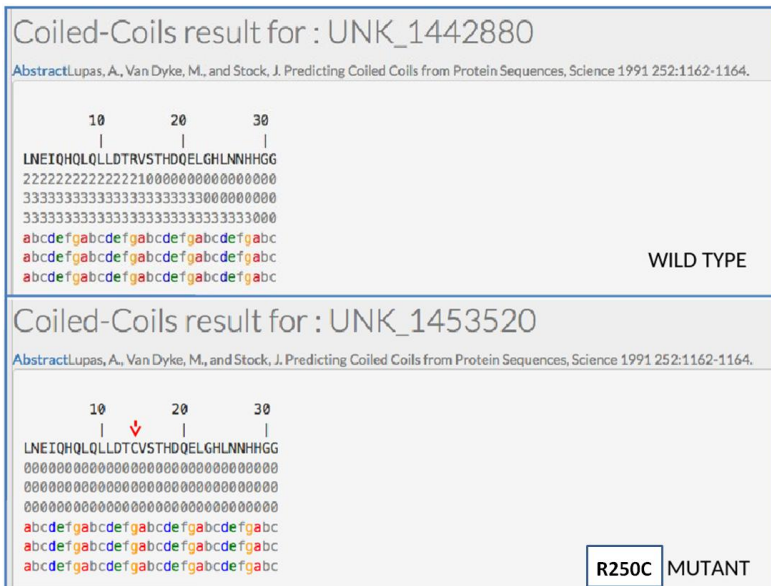 Coiled-Coils result for : UNK_1442880
AbstractLupas, A., Van Dyke, M., and Stock, J. Predicting Coiled Coils from Protein Sequences, Science 1991 252:1162-1164.
10 20 30
| | |
LNEIQHQLQLLDTRVSTHDQELGHLNNHHGG
2222222222222210000000000000000
3333333333333333333333000000000
3333333333333333333333333333000
abcdefgabcdefgabcdefgabcdefgabc
abcdefgabcdefgabcdefgabcdefgabc
abcdefgabcdefgabcdefgabcdefgabc
WILD TYPE
Coiled-Coils result for : UNK_1453520
AbstractLupas, A., Van Dyke, M., and Stock, J. Predicting Coiled Coils from Protein Sequences, Science 1991 252:1162-1164.
10 20 30
| | |
LNEIQHQLQLLDTCVSTHDQELGHLNNHHGG
0000000000000000000000000000000
0000000000000000000000000000000
0000000000000000000000000000000
abcdefgabcdefgabcdefgabcdefgabc
abcdefgabcdefgabcdefgabcdefgabc
abcdefgabcdefgabcdefgabcdefgabc
R250C MUTANT